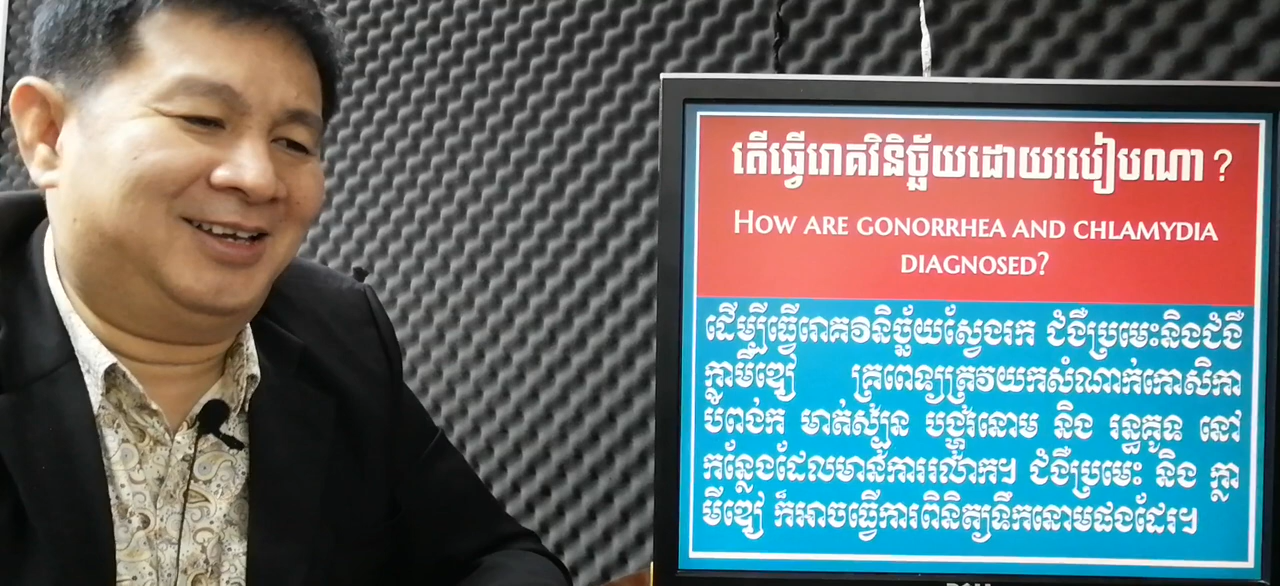 តើធ្វើរោគវិនិច្ឆ័យដោយរបៀបណា ?
HOW ARE GONORRHEA AND CHLAMYDIA
DIAGNOSED?
ដើម្បីធ្វើរោគវិនិច្ឆ័យស្វែងរក ជំងឺប្រមេះនិងជំងឺ
ក្លាមីឌ្យៀ គ្រូពេទ្យត្រូវយកសំណាក់កោសិកា
បំពង់ក មាត់ស្បូន បង្ហូរនោម និង រន្ធគូទ នៅ
កន្លែងដែលមានការរលាក។ ជំងឺប្រមេះ និង ក្លា
មីឌ្យៀ ក៏អាចធ្វើការពិនិត្យទឹកនោមផងដែរ។